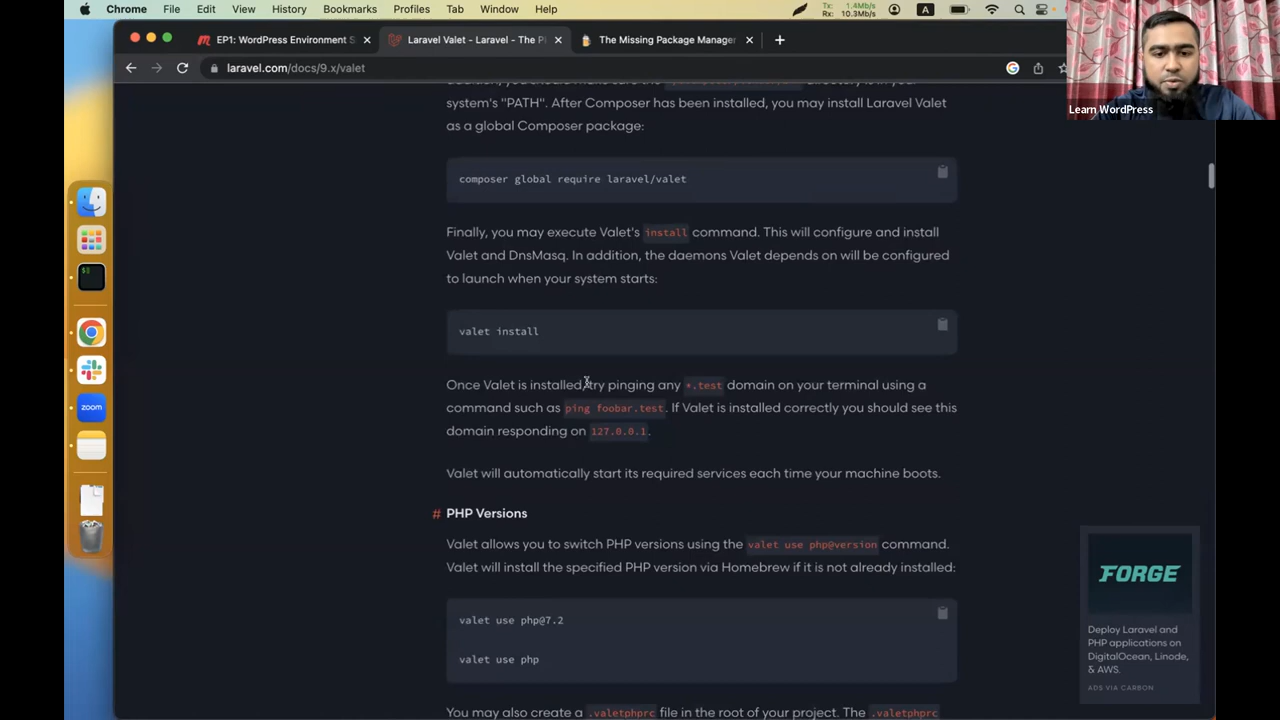 Chrome File Edit View History Bookmarks Profiles Tab Window Help
Tx: 1.4Mb/s
Rx: 10.3Mb/s
A
EP1: WordPress Environment S
Laravel Valet - Laravel - The P
The Missing Package Manager
laravel.com/docs/9.x/valet
Learn WordPress
system's "PATH". After Composer has been installed, you may install Laravel Valet
as a global Composer package:
composer global require laravel/valet
Finally, you may execute Valet's install command. This will configure and install
Valet and DnsMasq. In addition, the daemons Valet depends on will be configured
to launch when your system starts:
valet install
Once Valet is installed, try pinging any *.test domain on your terminal using a
command such as ping foobar.test. If Valet is installed correctly you should see this
domain responding on 127.0.0.1.
Valet will automatically start its required services each time your machine boots.
# PHP Versions
Valet allows you to switch PHP versions using the valet use php@version command.
Valet will install the specified PHP version via Homebrew if it is not already installed:
valet use php@7.2
valet use php
You may also create a .valetphprc file in the root of your project. The .valetphprc
zoom
FORGE
Deploy Laravel and
PHP applications on
DigitalOcean, Linode,
& AWS.
ADS VIA CARBON